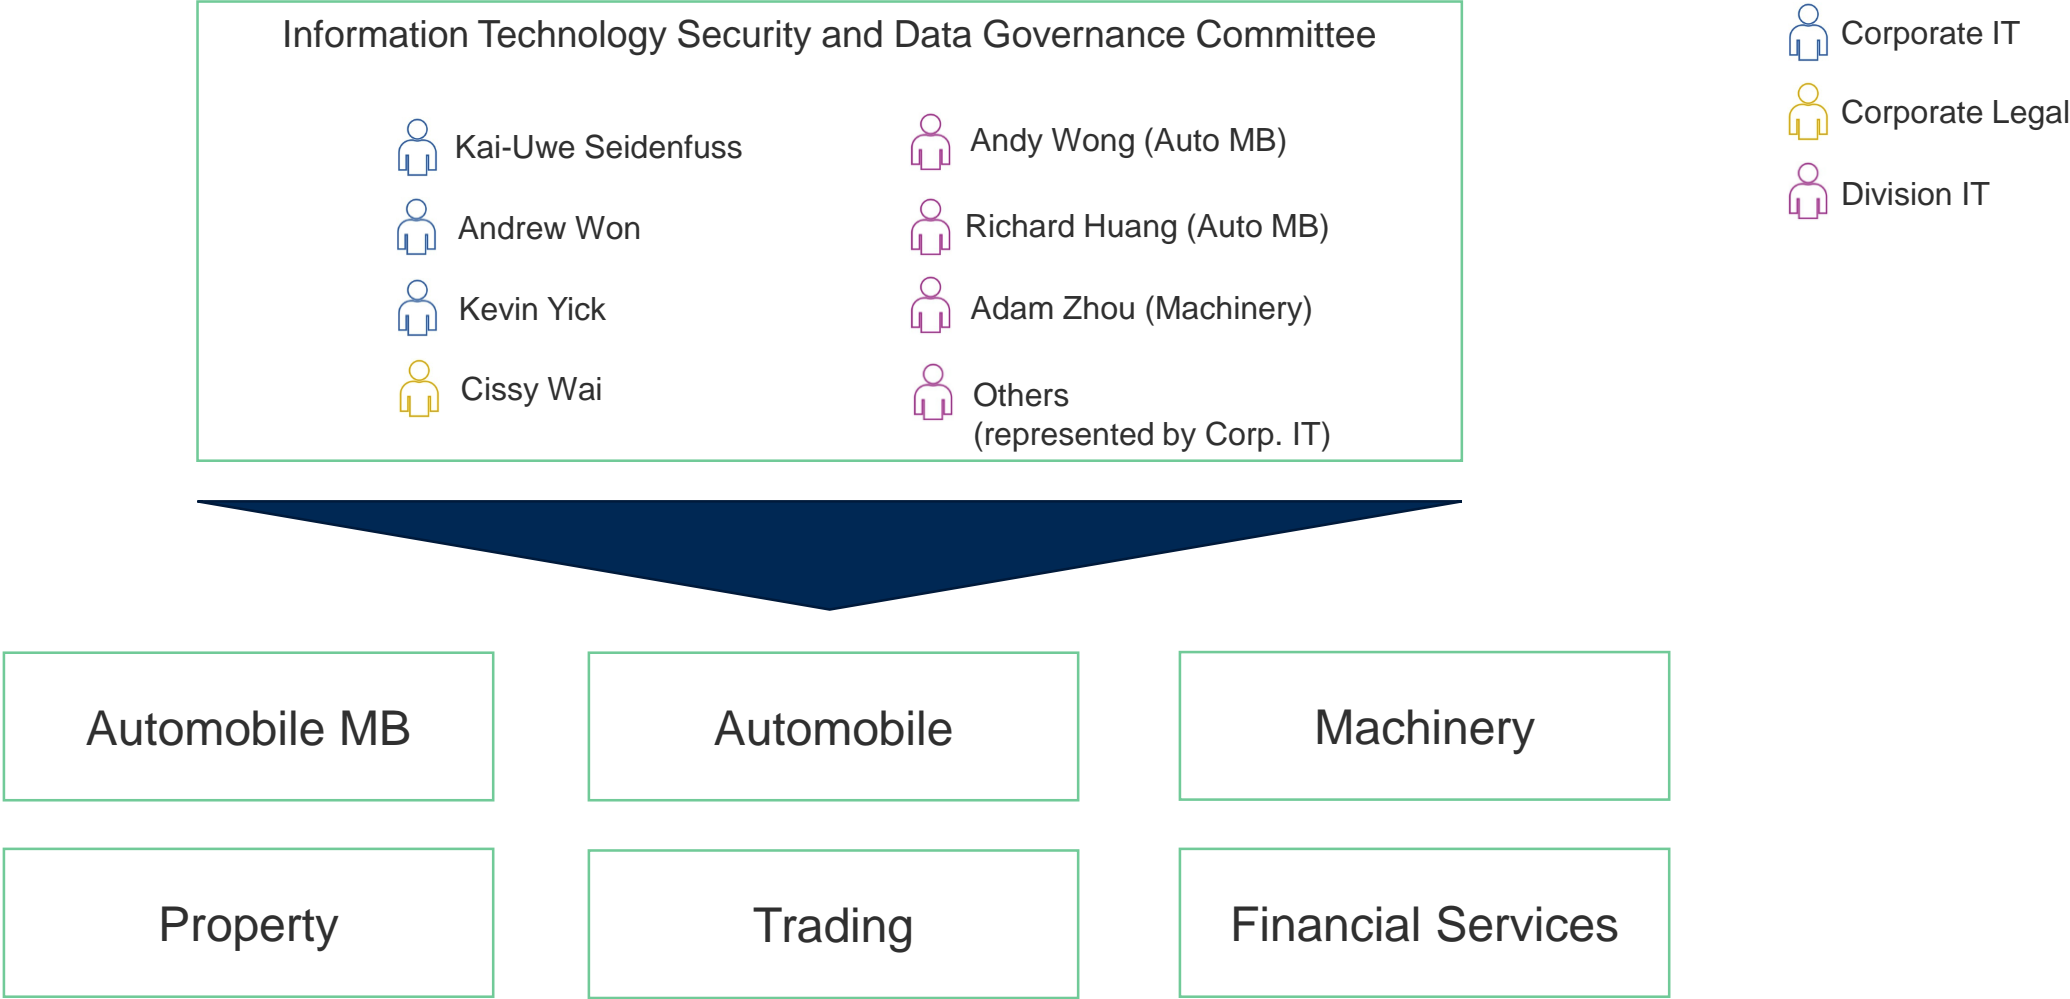 Information Technology Security and Data Governance Committee
Kai-Uwe Seidenfuss
Andrew Won
Kevin Yick
Cissy Wai
Andy Wong (Auto MB)
Richard Huang (Auto MB)
Adam Zhou (Machinery)
Others
(represented by Corp. IT)
Corporate IT
Corporate Legal
Division IT
Automobile MB
Automobile
Machinery
Property
Trading
Financial Services